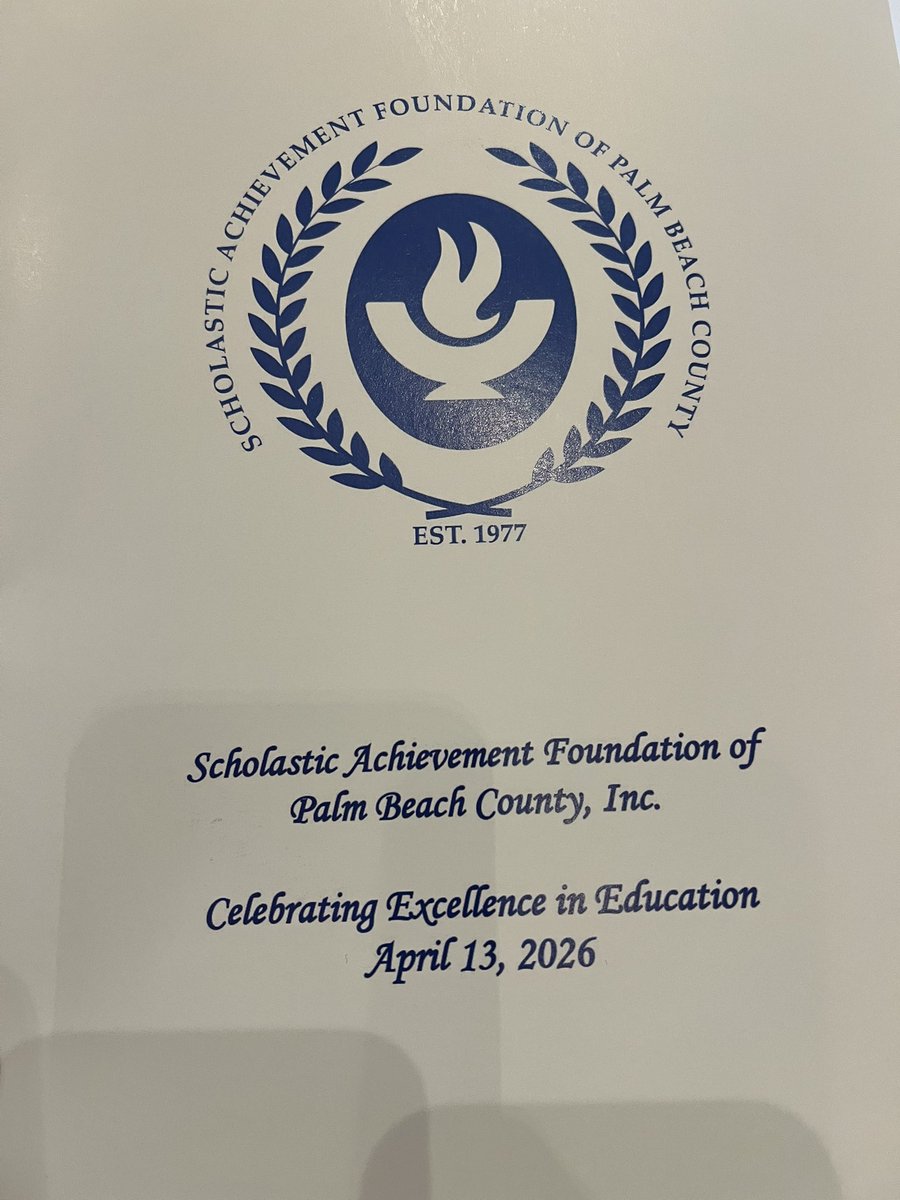 SCHOLASTIC ACHIEVEMENT FOUNDATION OF PALM BEACH COUNTY
EST. 1977
Scholastic Achievement Foundation of
Palm Beach County, Inc.
Celebrating Excellence in Education
April 13, 2026